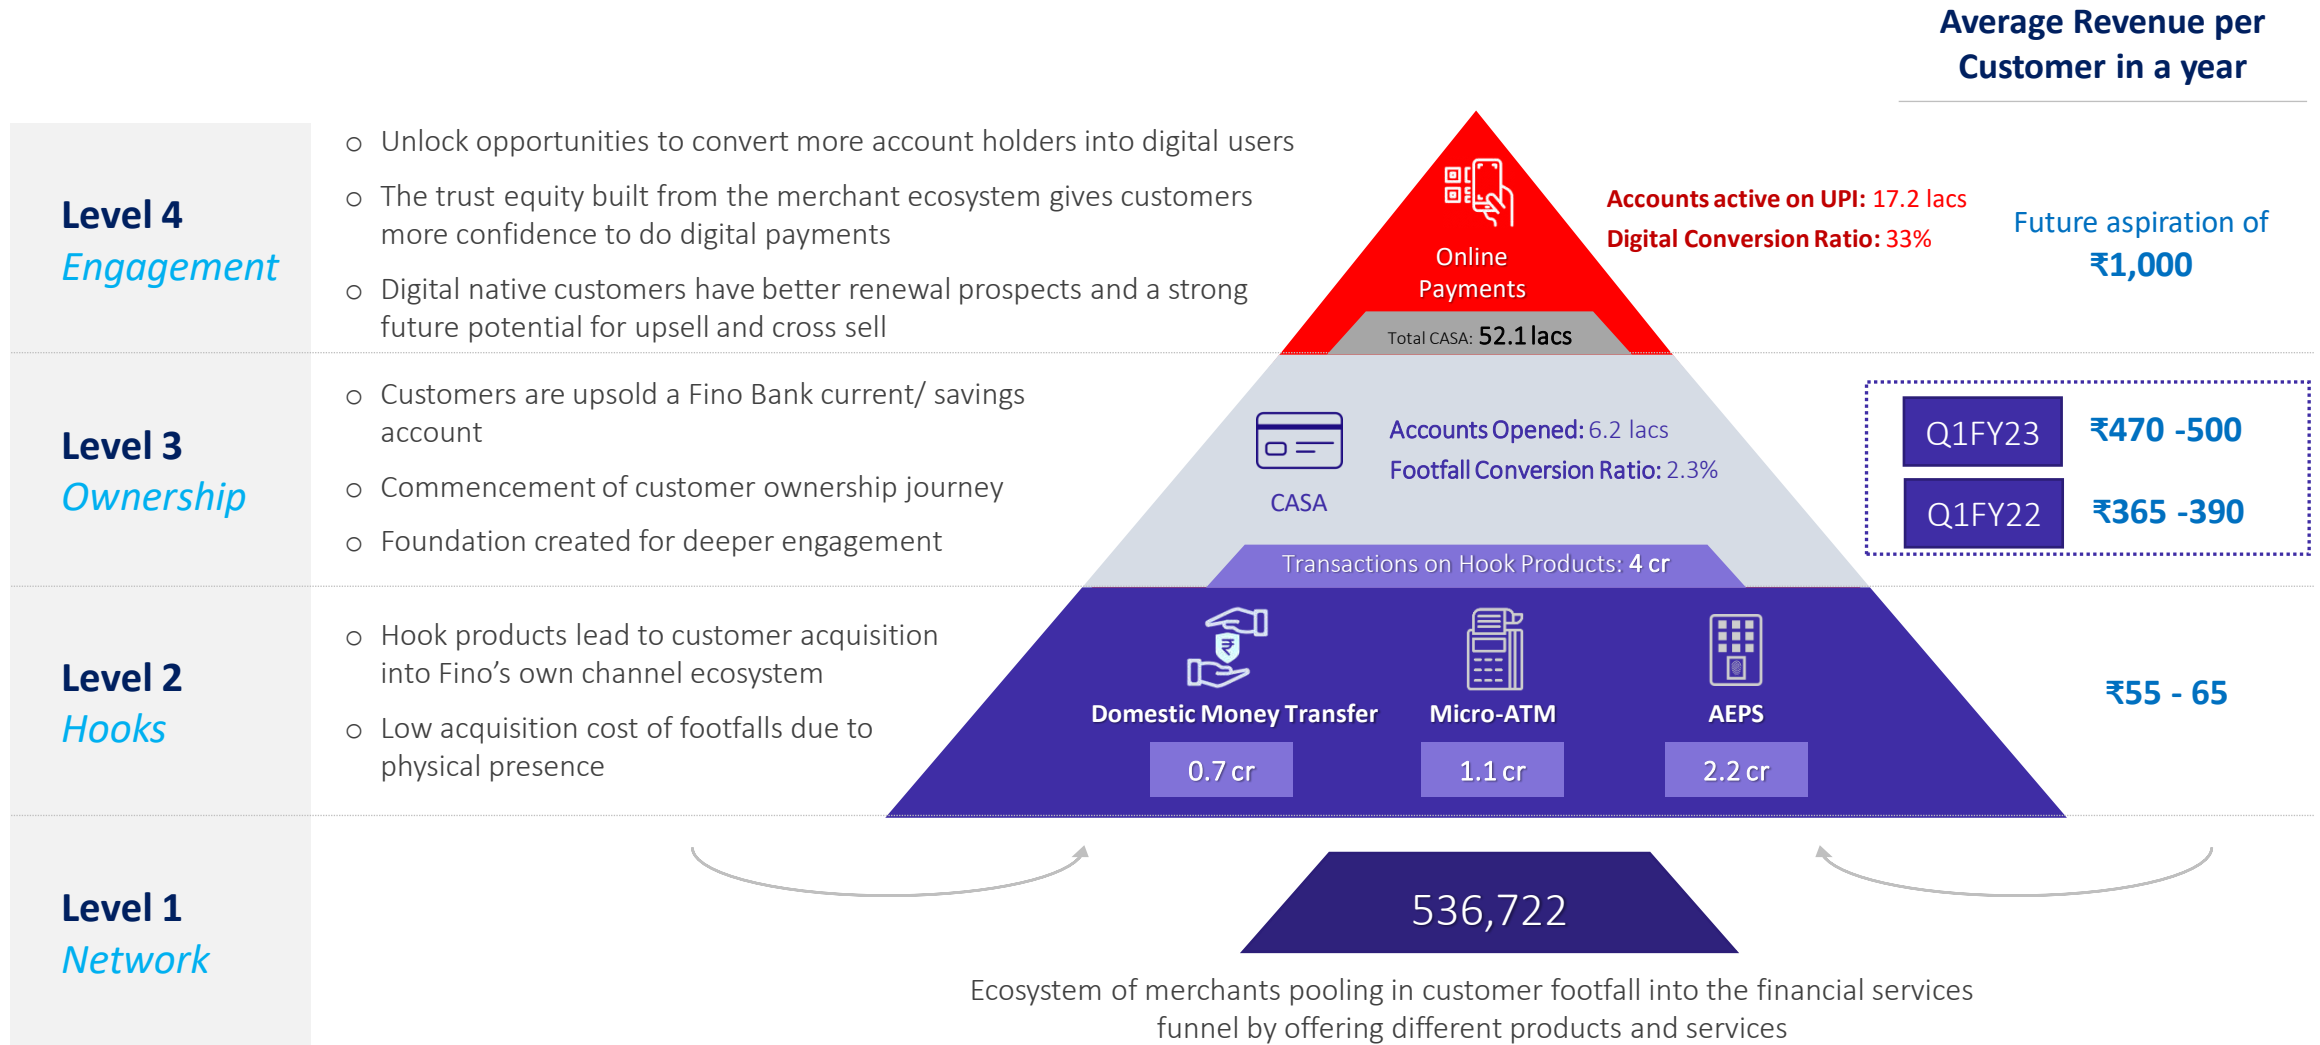 Average Revenue per
Customer in a year
Level 4
Engagement
o Unlock opportunities to convert more account holders into digital users
o The trust equity built from the merchant ecosystem gives customers
more confidence to do digital payments
o Digital native customers have better renewal prospects and a strong
future potential for upsell and cross sell
Online
Payments
Total CASA: 52.1 lacs
Accounts active on UPI: 17.2 lacs
Digital Conversion Ratio: 33%
Future aspiration of
₹1,000
Level 3
Ownership
o Customers are upsold a Fino Bank current/ savings
account
o Commencement of customer ownership journey
o Foundation created for deeper engagement
CASA
Accounts Opened: 6.2 lacs
Footfall Conversion Ratio: 2.3%
Transactions on Hook Products: 4 cr
Q1FY23 ₹470 -500
Q1FY22 ₹365 -390
Level 2
Hooks
o Hook products lead to customer acquisition
into Fino’s own channel ecosystem
o Low acquisition cost of footfalls due to
physical presence
₹
Domestic Money Transfer
0.7 cr
Micro-ATM
1.1 cr
AEPS
2.2 cr
₹55 - 65
Level 1
Network
536,722
Ecosystem of merchants pooling in customer footfall into the financial services
funnel by offering different products and services